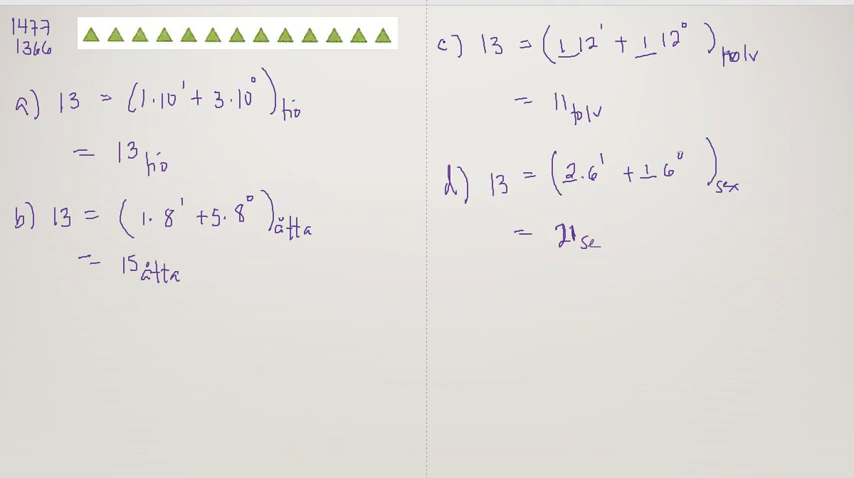 1477
1366
a) 13 = (1·10¹ + 3·10⁰)tio
= 13tio
b) 13 = (1·8¹ + 5·8⁰)åtta
= 15åtta
c) 13 = (1 12¹ + 1 12⁰)tolv
= 11tolv
d) 13 = (2·6¹ + 1 6⁰)sex
= 21se